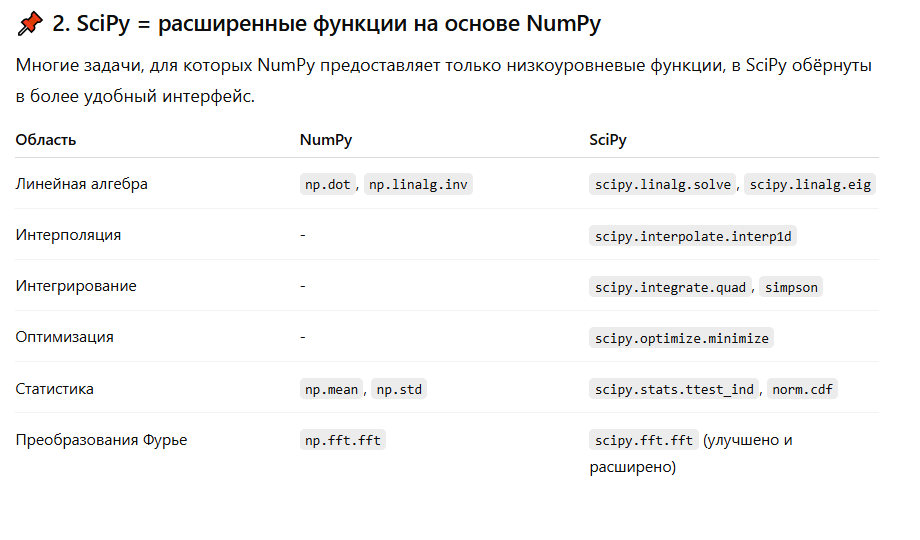 📌 2. SciPy = расширенные функции на основе NumPy
Многие задачи, для которых NumPy предоставляет только низкоуровневые функции, в SciPy обёрнуты
в более удобный интерфейс.
Область NumPy SciPy
Линейная алгебра np.dot, np.linalg.inv scipy.linalg.solve, scipy.linalg.eig
Интерполяция - scipy.interpolate.interp1d
Интегрирование - scipy.integrate.quad, simpson
Оптимизация - scipy.optimize.minimize
Статистика np.mean, np.std scipy.stats.ttest_ind, norm.cdf
Преобразования Фурье np.fft.fft scipy.fft.fft (улучшено и
расширено)